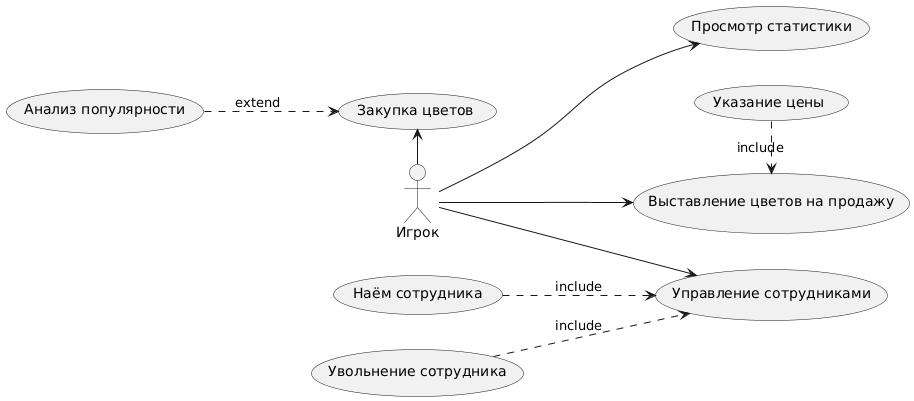 Просмотр статистики
Анализ популярности
extend
Закупка цветов
Указание цены
include
Выставление цветов на продажу
Игрок
Наём сотрудника
include
Управление сотрудниками
include
Увольнение сотрудника